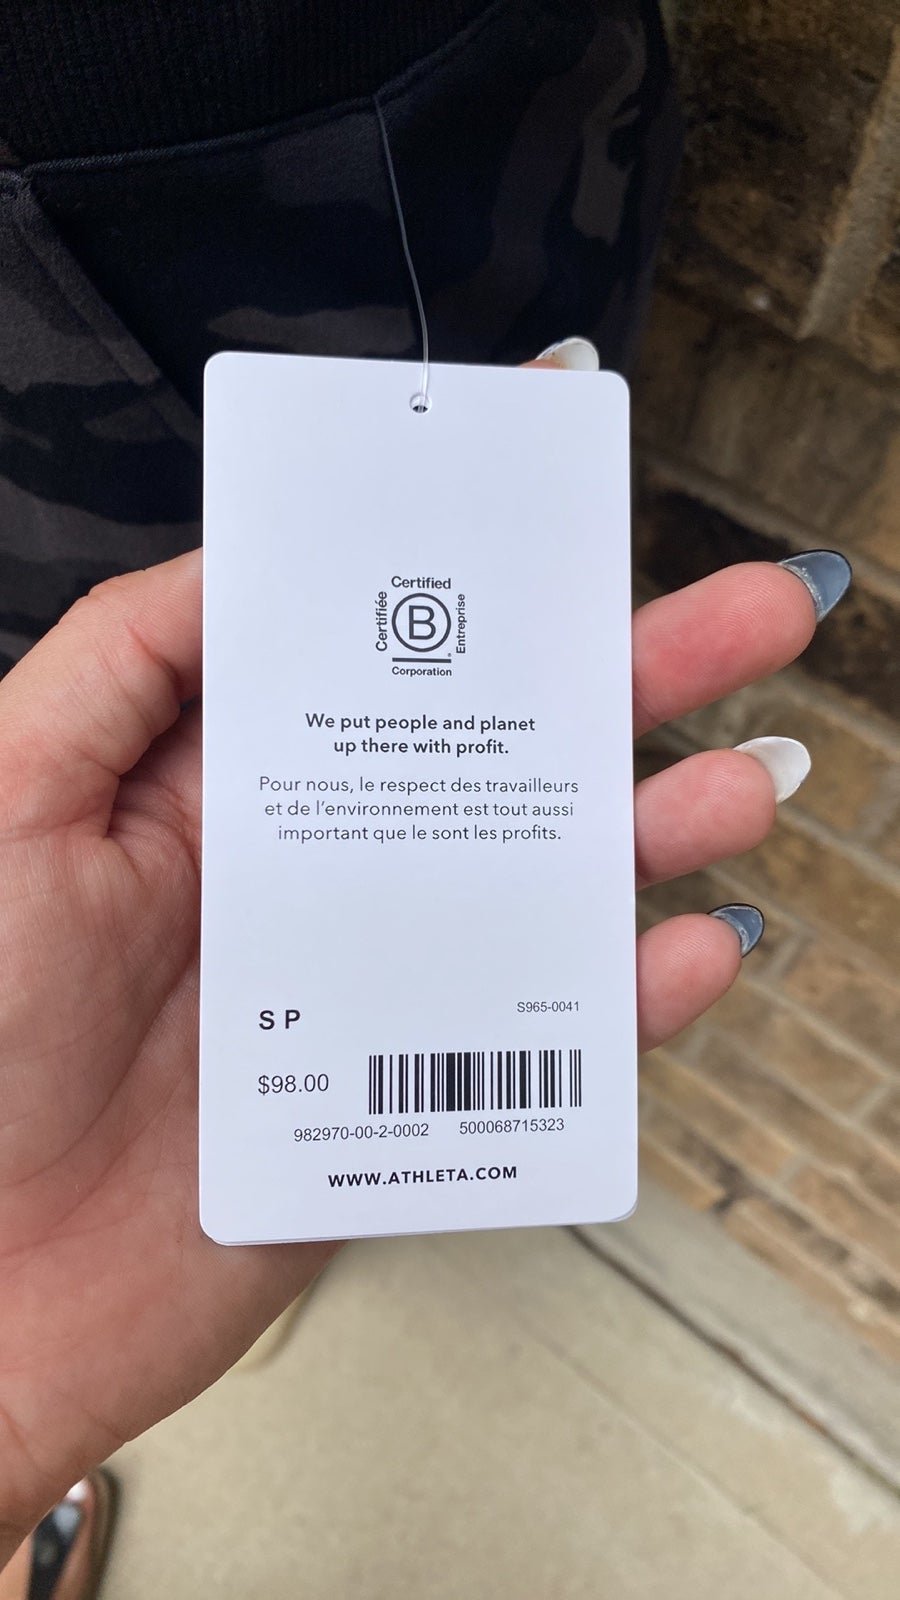 Certified
Certifiée
B
Entreprise
Corporation
We put people and planet
up there with profit.
Pour nous, le respect des travailleurs
et de l'environnement est tout aussi
important que le sont les profits.
S P
S965-0041
$98.00
982970-00-2-0002 500068715323
WWW.ATHLETA.COM